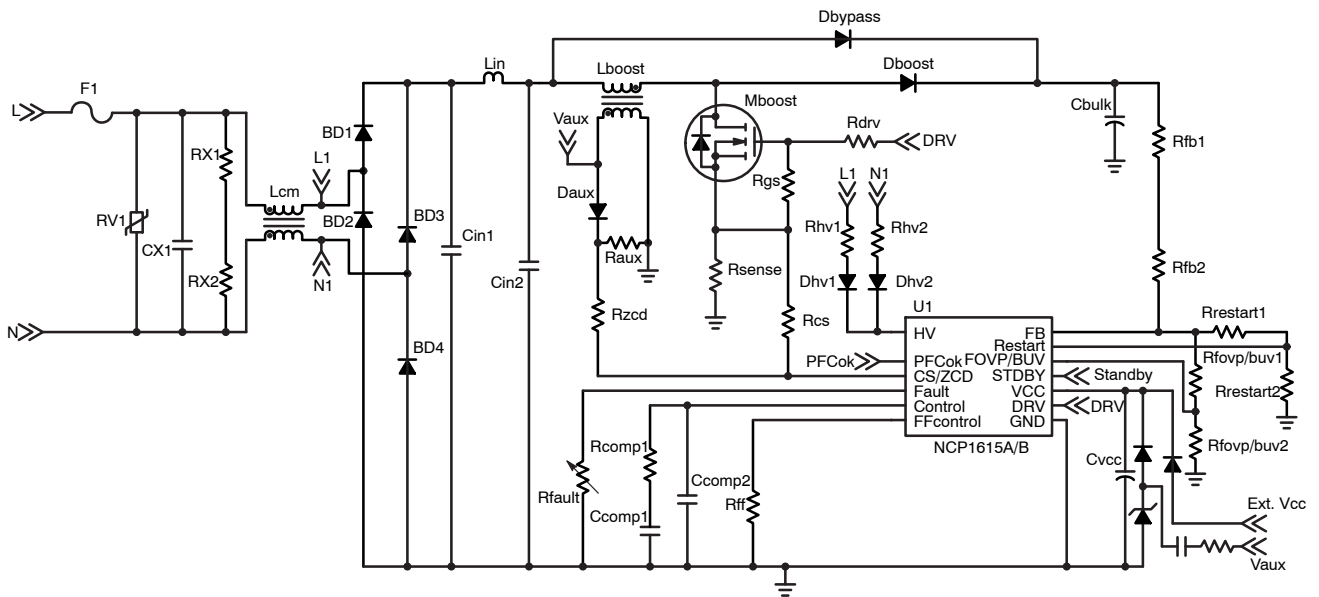 Dbypass
Lin
Lboost
Dboost
F1
L
Mboost
Cbulk
Vaux
Rdrv
DRV
BD1
RX1
L1
Rfb1
Lcm
Rgs
L1
N1
Daux
RV1
BD2
BD3
CX1
Cin1
Rhv1
Rhv2
Raux
Rsense
Rfb2
RX2
N1
Cin2
Dhv1
Dhv2
U1
Rzcd
Rcs
Rrestart1
N
HV
FB
Restart
BD4
PFCok
PFCok
FOVP/BUV
Rfovp/buv1
CS/ZCD
STDBY
Standby
Fault
VCC
Rrestart2
Control
DRV
DRV
FFcontrol
GND
NCP1615A/B
Rcomp1
Rfovp/buv2
Cvcc
Ccomp2
Rfault
Rff
Ccomp1
Ext. Vcc
Vaux